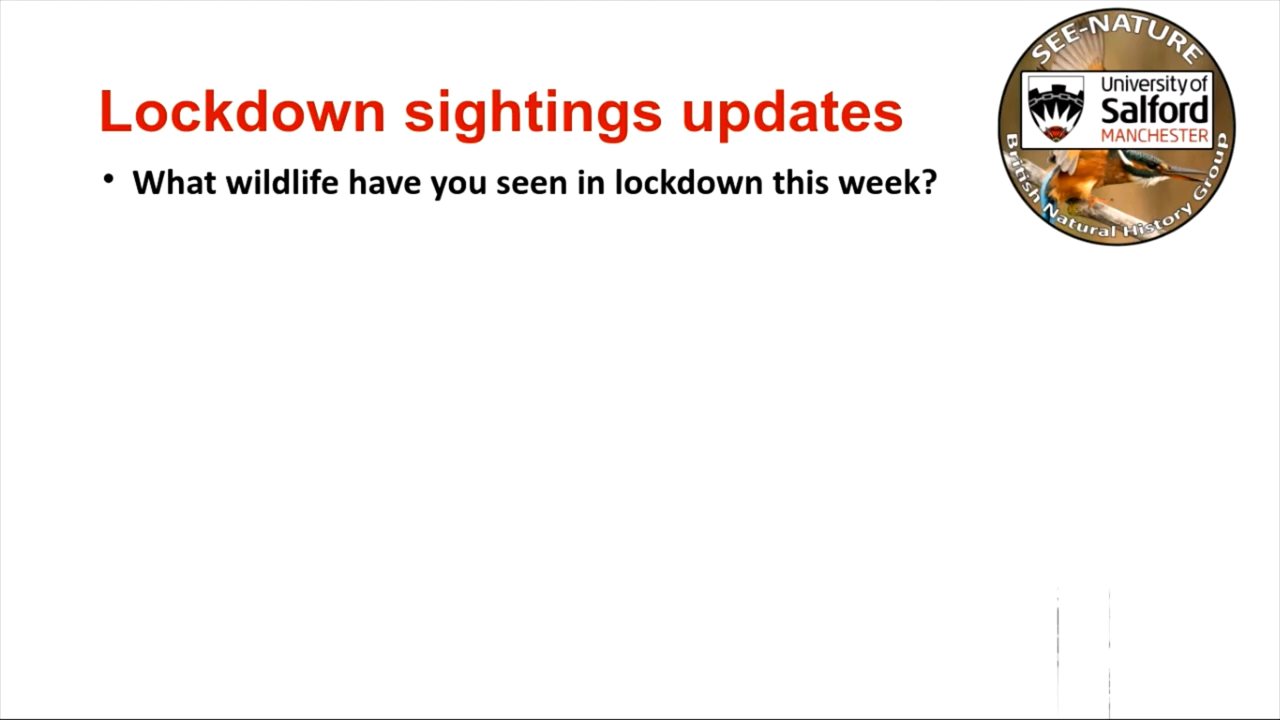 Lockdown sightings updates
• What wildlife have you seen in lockdown this week?
SEE-NATURE
University of
Salford
MANCHESTER
British Natural History Group